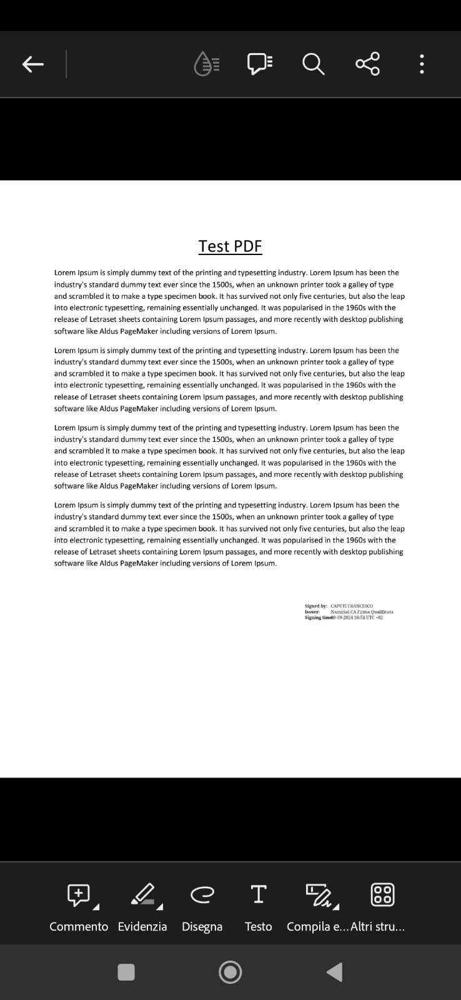 Test PDF
Lorem Ipsum is simply dummy text of the printing and typesetting industry. Lorem Ipsum has been the
industry's standard dummy text ever since the 1500s, when an unknown printer took a galley of type
and scrambled it to make a type specimen book. It has survived not only five centuries, but also the leap
into electronic typesetting, remaining essentially unchanged. It was popularised in the 1960s with the
release of Letraset sheets containing Lorem Ipsum passages, and more recently with desktop publishing
software like Aldus PageMaker including versions of Lorem Ipsum.
Lorem Ipsum is simply dummy text of the printing and typesetting industry. Lorem Ipsum has been the
industry's standard dummy text ever since the 1500s, when an unknown printer took a galley of type
and scrambled it to make a type specimen book. It has survived not only five centuries, but also the leap
into electronic typesetting, remaining essentially unchanged. It was popularised in the 1960s with the
release of Letraset sheets containing Lorem Ipsum passages, and more recently with desktop publishing
software like Aldus PageMaker including versions of Lorem Ipsum.
Lorem Ipsum is simply dummy text of the printing and typesetting industry. Lorem Ipsum has been the
industry's standard dummy text ever since the 1500s, when an unknown printer took a galley of type
and scrambled it to make a type specimen book. It has survived not only five centuries, but also the leap
into electronic typesetting, remaining essentially unchanged. It was popularised in the 1960s with the
release of Letraset sheets containing Lorem Ipsum passages, and more recently with desktop publishing
software like Aldus PageMaker including versions of Lorem Ipsum.
Lorem Ipsum is simply dummy text of the printing and typesetting industry. Lorem Ipsum has been the
industry's standard dummy text ever since the 1500s, when an unknown printer took a galley of type
and scrambled it to make a type specimen book. It has survived not only five centuries, but also the leap
into electronic typesetting, remaining essentially unchanged. It was popularised in the 1960s with the
release of Letraset sheets containing Lorem Ipsum passages, and more recently with desktop publishing
software like Aldus PageMaker including versions of Lorem Ipsum.
Signed by: CAPUTI FRANCESCO
Issuer: Namirial CA Firma Qualificata
Signing time 9-09-2024 16:54 UTC +02
Commento Evidenzia Disegna Testo Compila e... Altri stru...